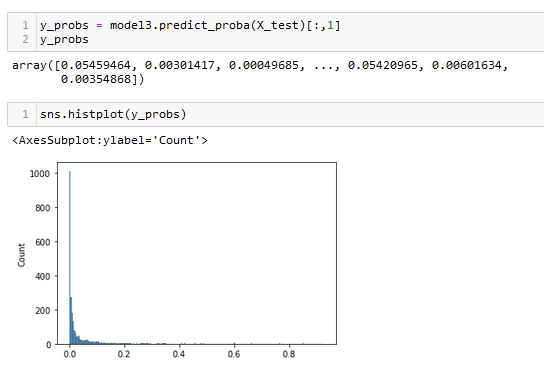 1 y_probs = model3.predict_proba(X_test)[:,1]
2 y_probs
array([0.05459464, 0.00301417, 0.00049685, ..., 0.05420965, 0.00601634,
0.00354868])
1 sns.histplot(y_probs)
<AxesSubplot:ylabel='Count'>
1000
800
600
400
200
0
Count
0.0 0.2 0.4 0.6 0.8